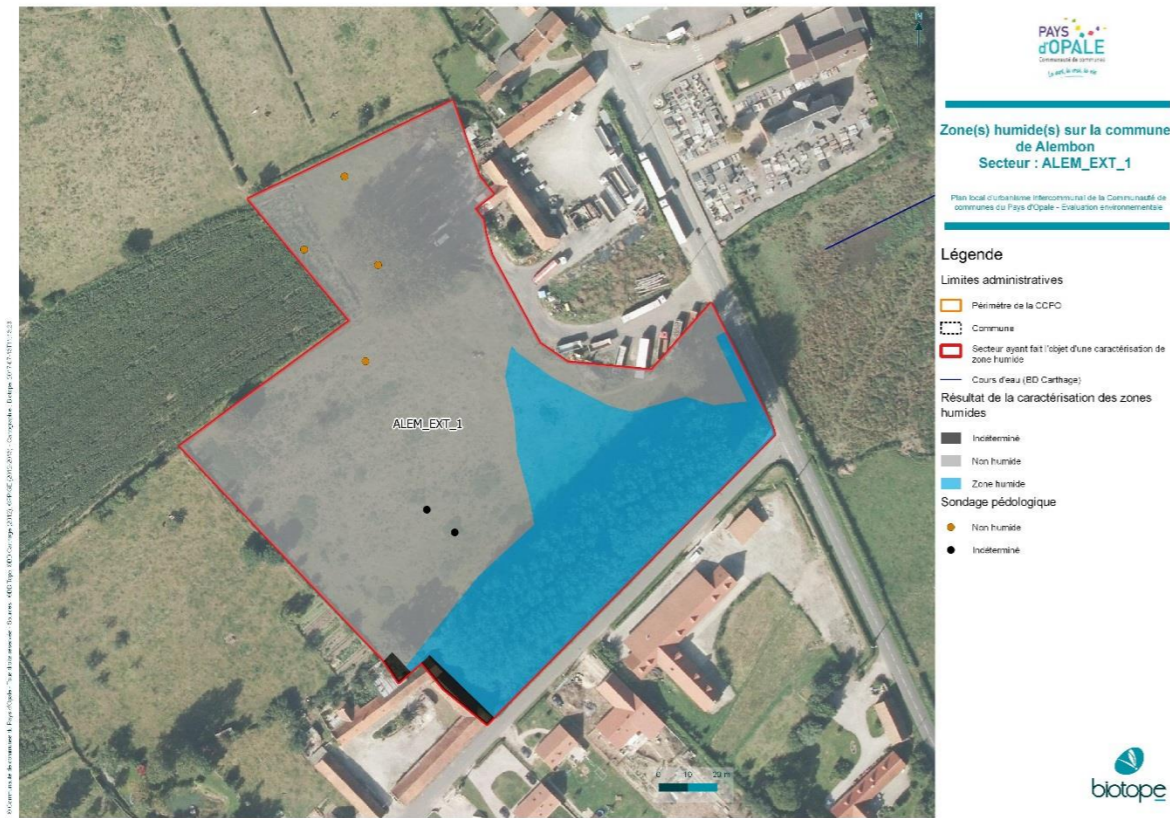 N
ALEM_EXT_1
0 10 20 m
PAYS
d'OPALE
Communauté de communes
Zone(s) humide(s) sur la commune
de Alembon
Secteur : ALEM_EXT_1
Plan local d'urbanisme intercommunal de la Communauté de
communes du Pays d'Opale - Evaluation environnementale
Légende
Limites administratives
Périmètre de la CCPO
Commune
Secteur ayant fait l'objet d'une caractérisation de
zone humide
Cours d'eau (BD Carthage)
Résultat de la caractérisation des zones
humides
Indéterminé
Non humide
Zone humide
Sondage pédologique
Non humide
Indéterminé
biotope